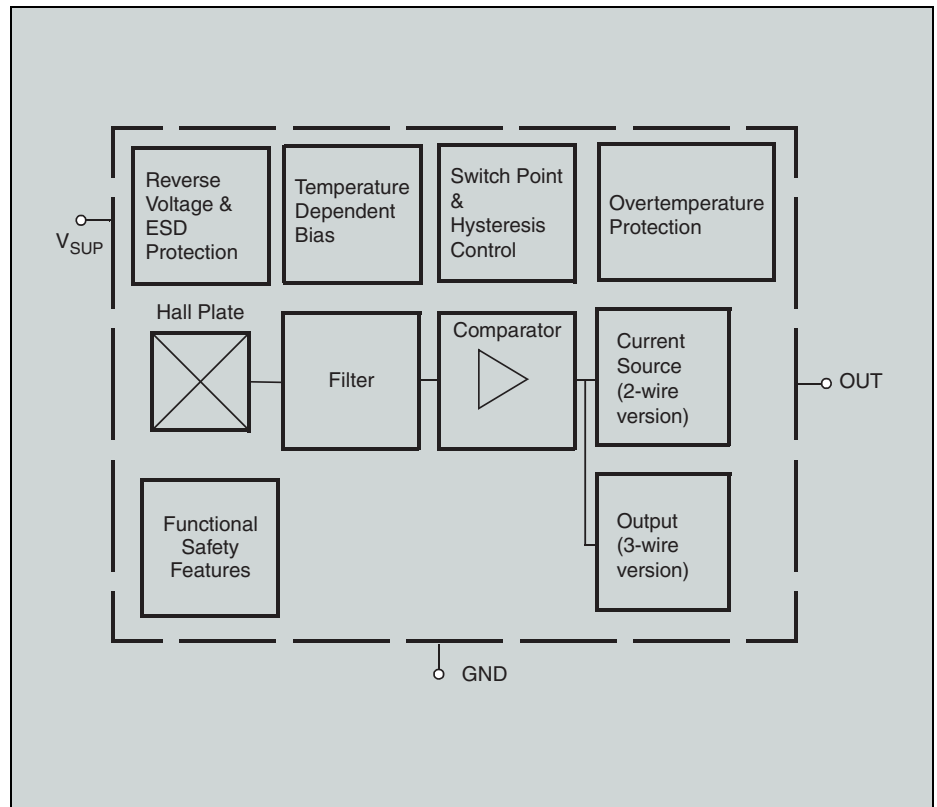 Reverse
Voltage &
ESD
Protection
Temperature
Dependent
Bias
Switch Point
&
Hysteresis
Control
Overtemperature
Protection
VSUP
Hall Plate
Filter
Comparator
Current
Source
(2-wire
version)
OUT
Functional
Safety
Features
Output
(3-wire
version)
GND